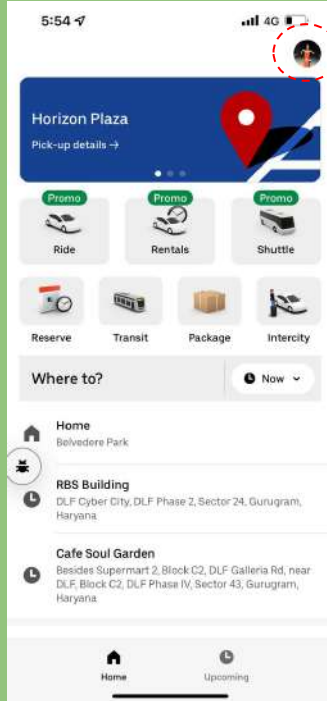 5:54 4G
Horizon Plaza
Pick-up details →
Promo Promo Promo
Ride Rentals Shuttle
Reserve Transit Package Intercity
Where to? Now
Home
Belvedere Park
RBS Building
DLF Cyber City, DLF Phase 2, Sector 24, Gurugram,
Haryana
Cafe Soul Garden
Besides Supermart 2, Block C2, DLF Galleria Rd, near
DLF, Block C2, DLF Phase IV, Sector 43, Gurugram,
Haryana
Home Upcoming